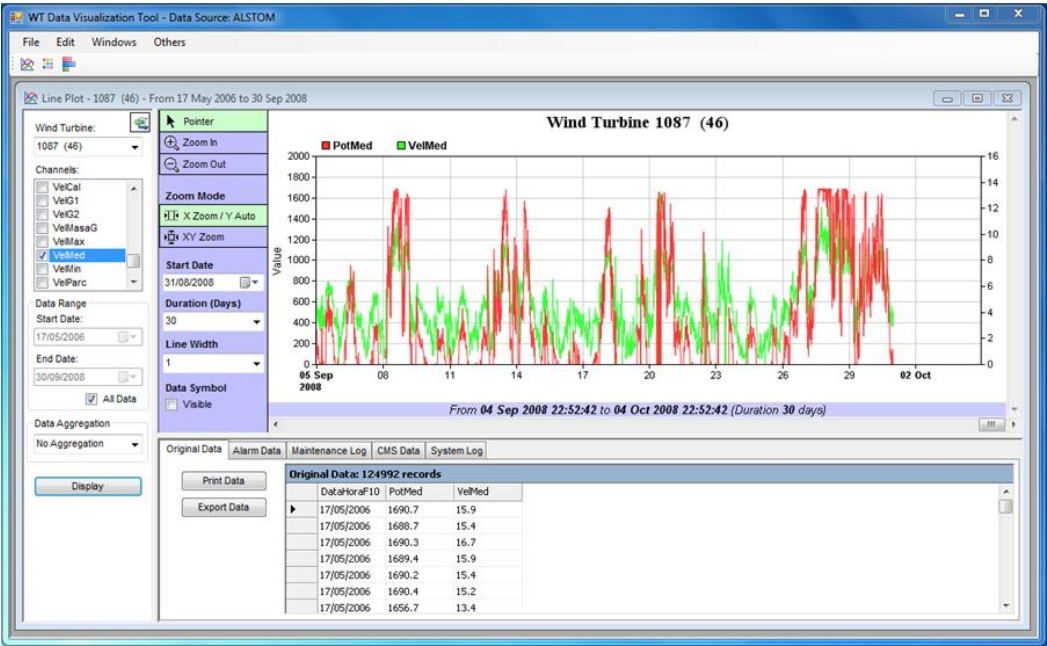 WT Data Visualization Tool - Data Source: ALSTOM
File Edit Windows Others
Line Plot - 1087 (46) - From 17 May 2006 to 30 Sep 2008
Wind Turbine:
1087 (46)
Channels:
VelCal
VelG1
VelG2
VelMasaG
VelMax
VelMed
VelMin
VelParc
Data Range
Start Date:
17/05/2006
End Date:
30/09/2008
All Data
Data Aggregation
No Aggregation
Display
Pointer
Zoom In
Zoom Out
Zoom Mode
X Zoom / Y Auto
XY Zoom
Start Date
31/08/2008
Duration (Days)
30
Line Width
1
Data Symbol
Visible
Wind Turbine 1087 (46)
PotMed VelMed
Value
2000
1800
1600
1400
1200
1000
800
600
400
200
0
16
14
12
10
8
6
4
2
0
05 Sep 08 11 14 17 20 23 26 29 02 Oct
2008
From 04 Sep 2008 22:52:42 to 04 Oct 2008 22:52:42 (Duration 30 days)
Original Data Alarm Data Maintenance Log CMS Data System Log
Print Data
Export Data
Original Data: 124992 records
DataHoraF10 PotMed VelMed
17/05/2006 1690.7 15.9
17/05/2006 1688.7 15.4
17/05/2006 1690.3 16.7
17/05/2006 1689.4 15.9
17/05/2006 1690.2 15.4
17/05/2006 1690.4 15.2
17/05/2006 1656.7 13.4